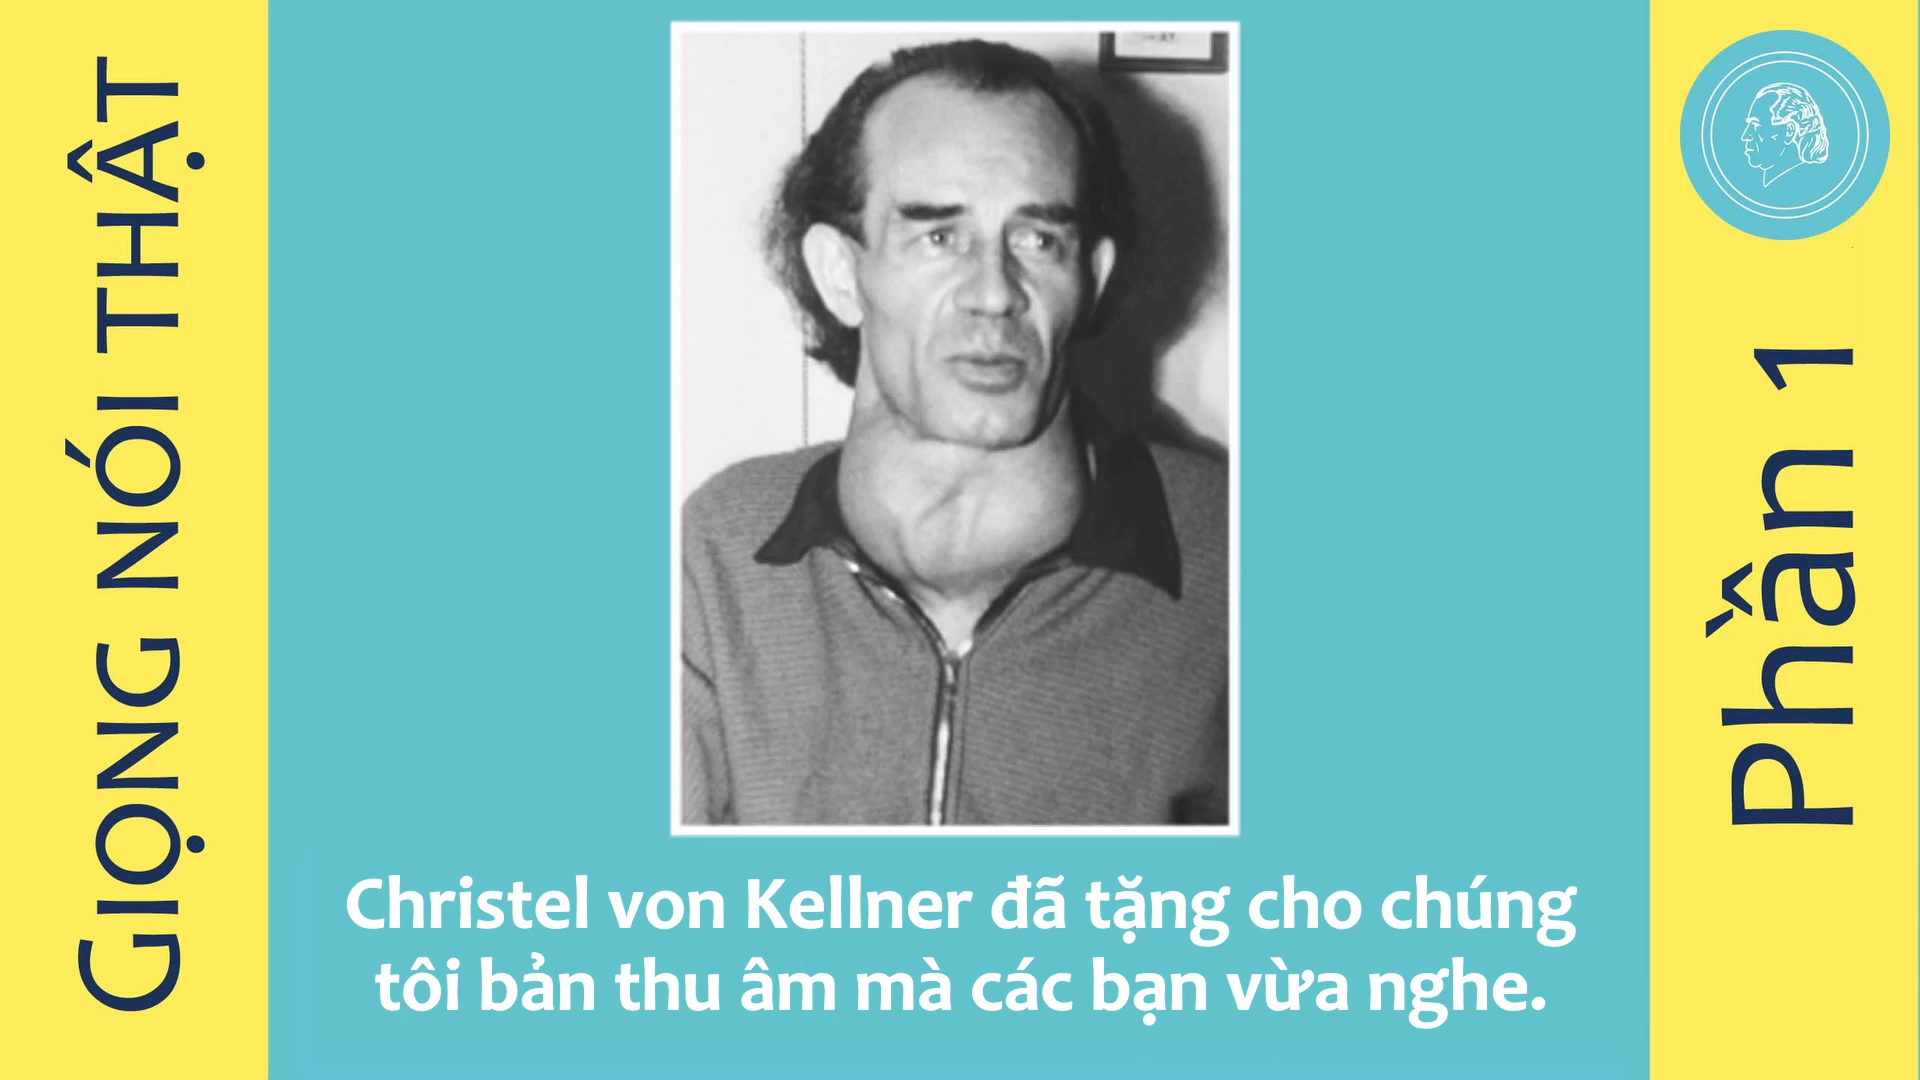 GIỌNG NÓI THẬT
Christel von Kellner đã tặng cho chúng
tôi bản thu âm mà các bạn vừa nghe.
Phần 1